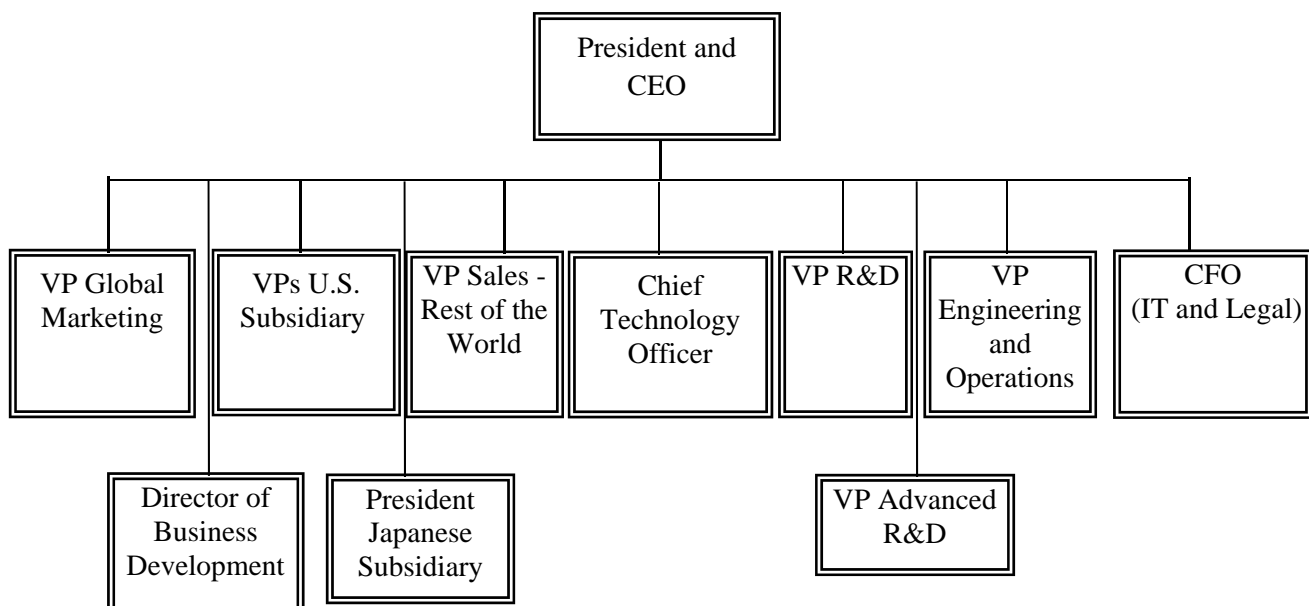 President and
CEO
VP Global
Marketing
VPs U.S.
Subsidiary
VP Sales -
Rest of the
World
Chief
Technology
Officer
VP R&D
VP
Engineering
and
Operations
CFO
(IT and Legal)
Director of
Business
Development
President
Japanese
Subsidiary
VP Advanced
R&D